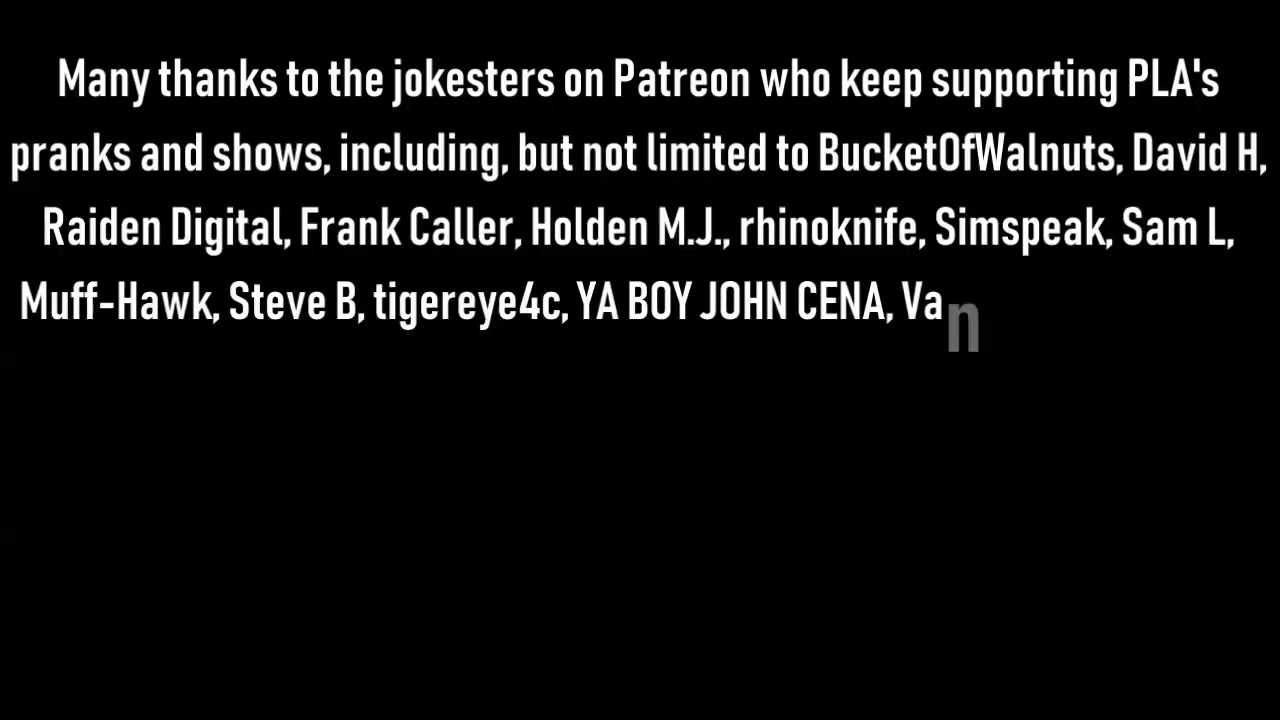 Many thanks to the jokesters on Patreon who keep supporting PLA's
pranks and shows, including, but not limited to BucketOfWalnuts, David H,
Raiden Digital, Frank Caller, Holden M.J., rhinoknife, Simspeak, Sam L,
Muff-Hawk, Steve B, tigereye4c, YA BOY JOHN CENA, Van